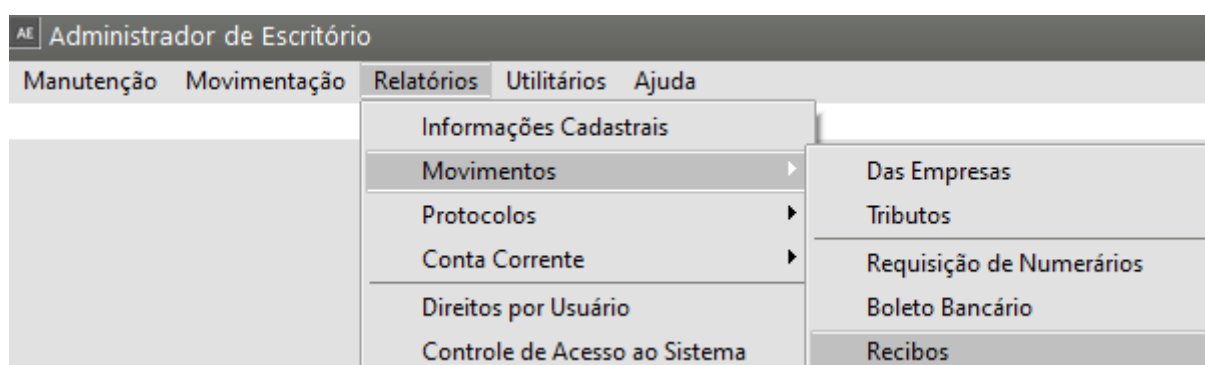 AE Administrador de Escritório
Manutenção Movimentação Relatórios Utilitários Ajuda
Informações Cadastrais
Movimentos
Protocolos
Conta Corrente
Direitos por Usuário
Controle de Acesso ao Sistema
Das Empresas
Tributos
Requisição de Numerários
Boleto Bancário
Recibos